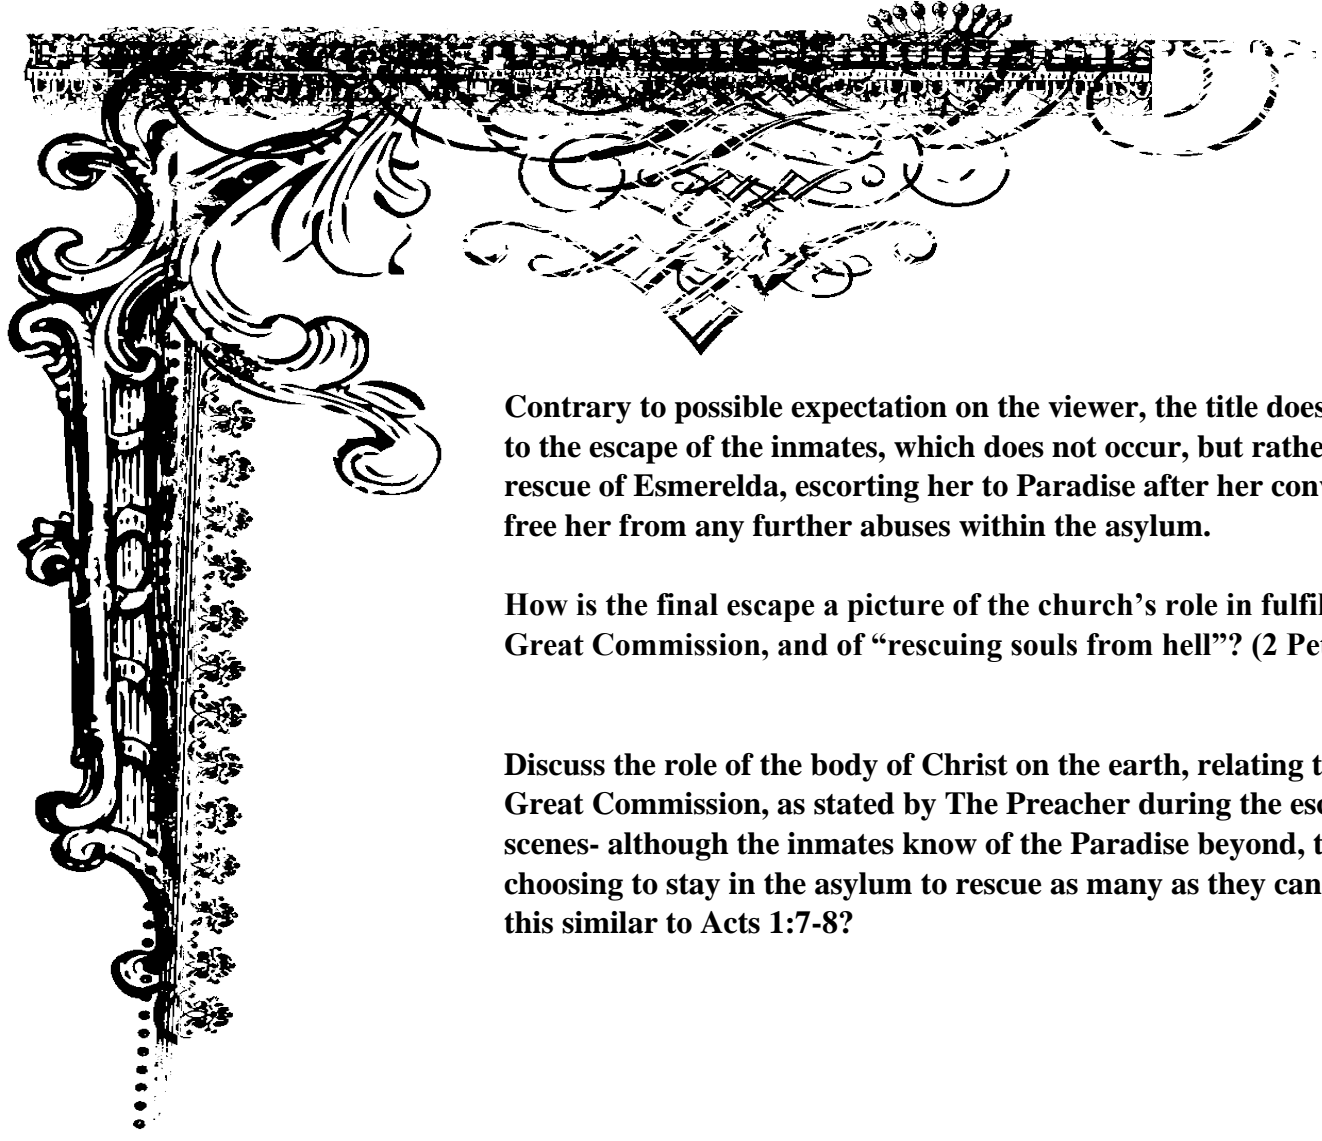 Contrary to possible expectation on the viewer, the title does
to the escape of the inmates, which does not occur, but rathe
rescue of Esmerelda, escorting her to Paradise after her conv
free her from any further abuses within the asylum.
How is the final escape a picture of the church’s role in fulfil
Great Commission, and of “rescuing souls from hell”? (2 Pet
Discuss the role of the body of Christ on the earth, relating t
Great Commission, as stated by The Preacher during the esc
scenes- although the inmates know of the Paradise beyond, t
choosing to stay in the asylum to rescue as many as they can
this similar to Acts 1:7-8?